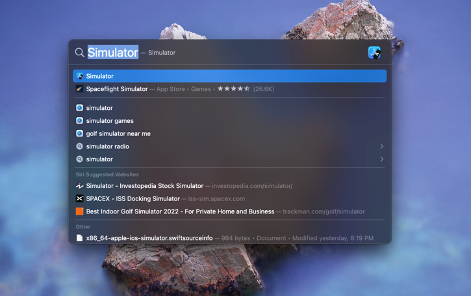 Simulator — Simulator
Simulator
Spaceflight Simulator — App Store - Games - ★★★★⯪ (26.6K)
simulator
simulator games
golf simulator near me
simulator radio
simulator
Siri Suggested Websites
Simulator - Investopedia Stock Simulator — investopedia.com/simulator/
SPACEX - ISS Docking Simulator — iss-sim.spacex.com
Best Indoor Golf Simulator 2022 - For Private Home and Business — trackman.com/golf/simulator
Other
x86_64-apple-ios-simulator.swiftsourceinfo — 984 bytes - Document - Modified yesterday, 8:19 PM